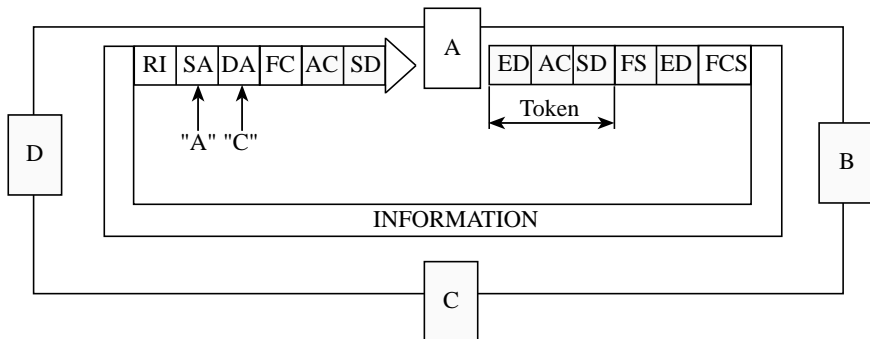 A
RI SA DA FC AC SD
ED AC SD FS ED FCS
Token
"A" "C"
D
B
INFORMATION
C